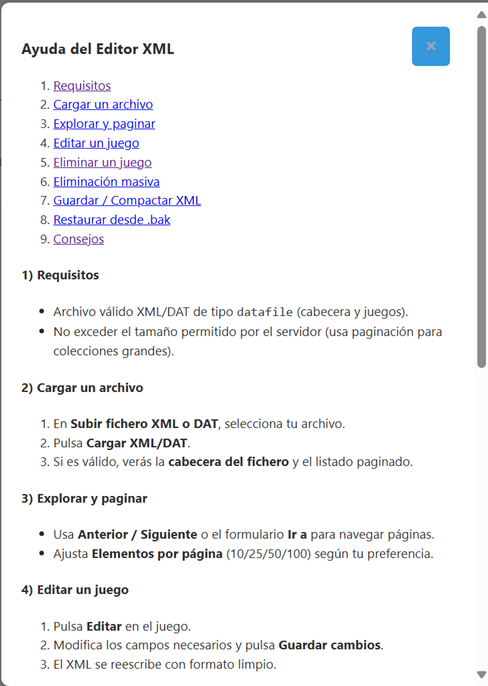 Ayuda del Editor XML
×
1. Requisitos
2. Cargar un archivo
3. Explorar y paginar
4. Editar un juego
5. Eliminar un juego
6. Eliminación masiva
7. Guardar / Compactar XML
8. Restaurar desde .bak
9. Consejos
1) Requisitos
• Archivo válido XML/DAT de tipo datafile (cabecera y juegos).
• No exceder el tamaño permitido por el servidor (usa paginación para
colecciones grandes).
2) Cargar un archivo
1. En Subir fichero XML o DAT, selecciona tu archivo.
2. Pulsa Cargar XML/DAT.
3. Si es válido, verás la cabecera del fichero y el listado paginado.
3) Explorar y paginar
• Usa Anterior / Siguiente o el formulario Ir a para navegar páginas.
• Ajusta Elementos por página (10/25/50/100) según tu preferencia.
4) Editar un juego
1. Pulsa Editar en el juego.
2. Modifica los campos necesarios y pulsa Guardar cambios.
3. El XML se reescribe con formato limpio.